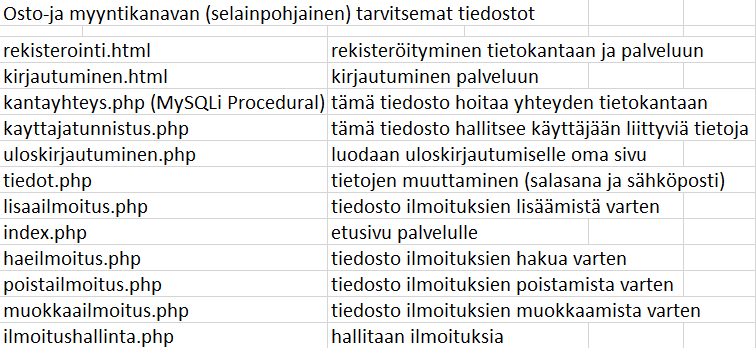 Osto-ja myyntikanavan (selainpohjainen) tarvitsemat tiedostot
rekisterointi.html rekisteröityminen tietokantaan ja palveluun
kirjautuminen.html kirjautuminen palveluun
kantayhteys.php (MySQLi Procedural) tämä tiedosto hoitaa yhteyden tietokantaan
kayttajatunnistus.php tämä tiedosto hallitsee käyttäjään liittyviä tietoja
uloskirjautuminen.php luodaan uloskirjautumiselle oma sivu
tiedot.php tietojen muuttaminen (salasana ja sähköposti)
lisaailmoitus.php tiedosto ilmoituksien lisäämistä varten
index.php etusivu palvelulle
haeilmoitus.php tiedosto ilmoituksien hakua varten
poistailmoitus.php tiedosto ilmoituksien poistamista varten
muokkaailmoitus.php tiedosto ilmoituksien muokkaamista varten
ilmoitushallinta.php hallitaan ilmoituksia